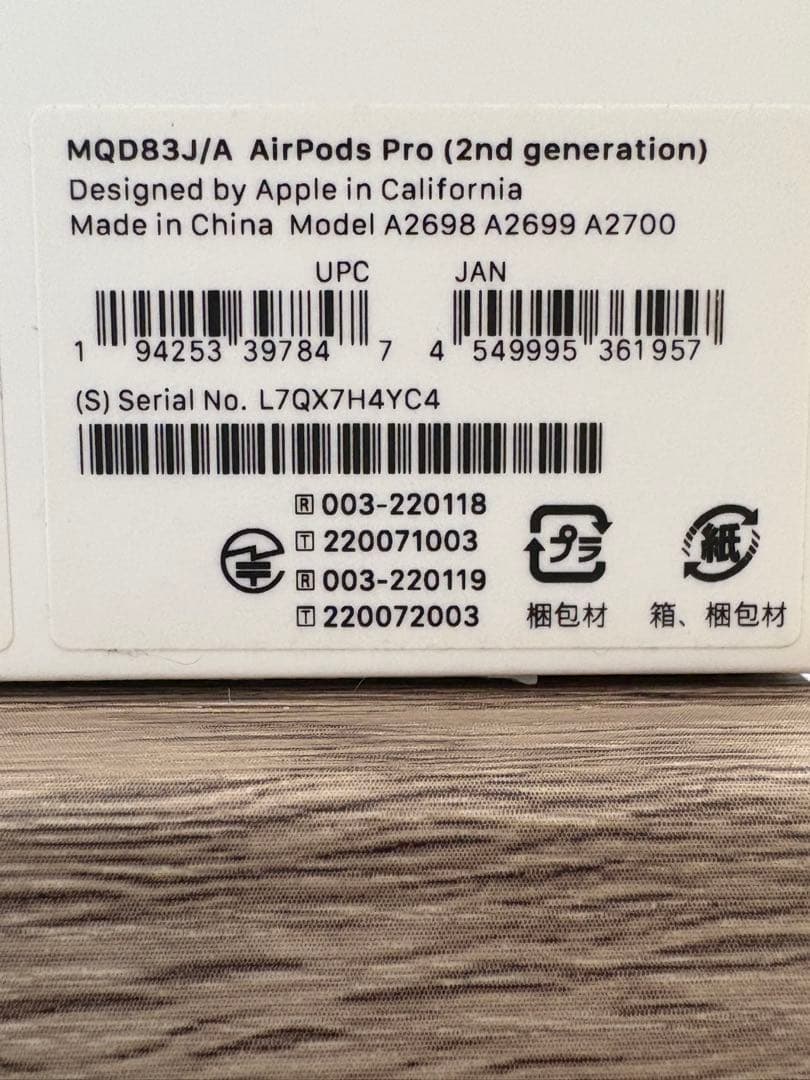 MQD83J/A AirPods Pro (2nd generation)
Designed by Apple in California
Made in China Model A2698 A2699 A2700
UPC JAN
1 94253 39784 7 4 549995 361957
(S) Serial No. L7QX7H4YC4
R 003-220118
T 220071003
R 003-220119
T 220072003
プラ 紙
梱包材 箱、梱包材